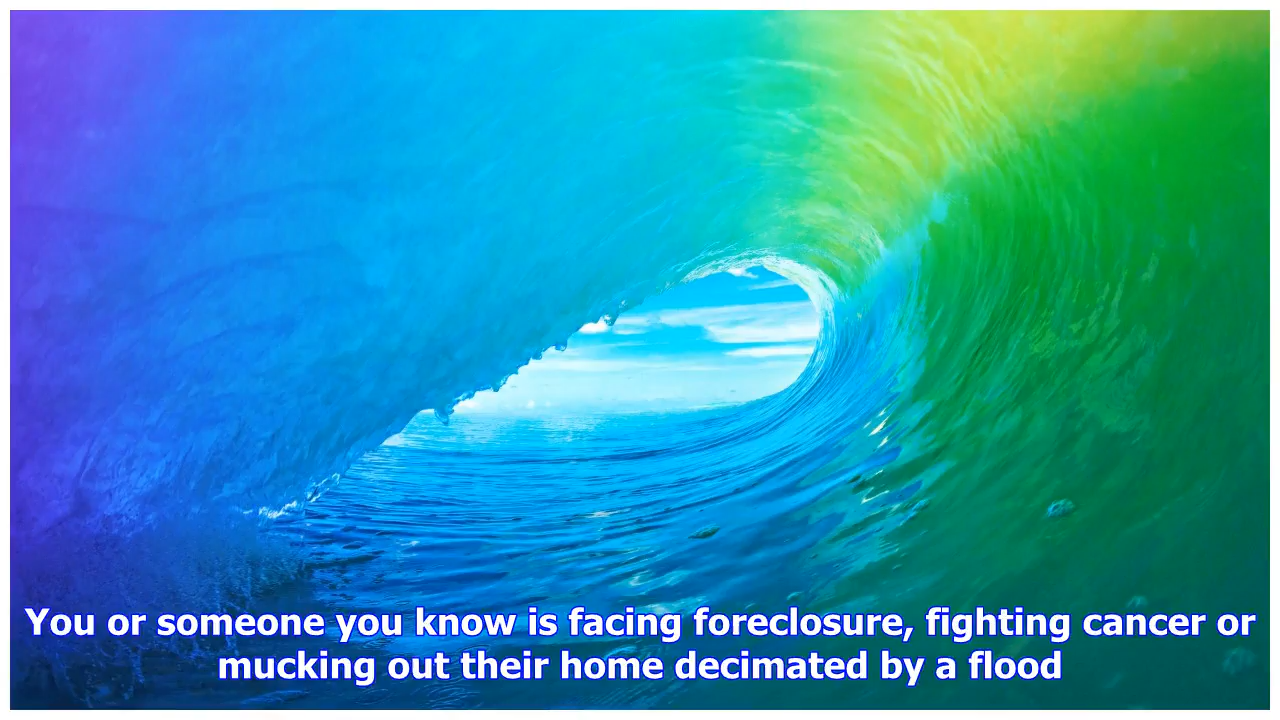 You or someone you know is facing foreclosure, fighting cancer or
mucking out their home decimated by a flood